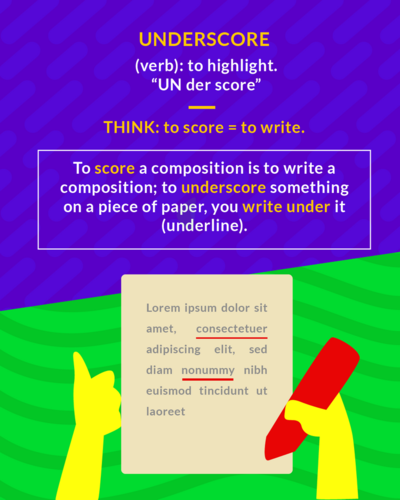 UNDERSCORE
(verb): to highlight.
“UN der score”
THINK: to score = to write.
To score a composition is to write a
composition; to underscore something
on a piece of paper, you write under it
(underline).
Lorem ipsum dolor sit
amet, consectetuer
adipiscing elit, sed
diam nonummy nibh
euismod tincidunt ut
laoreet